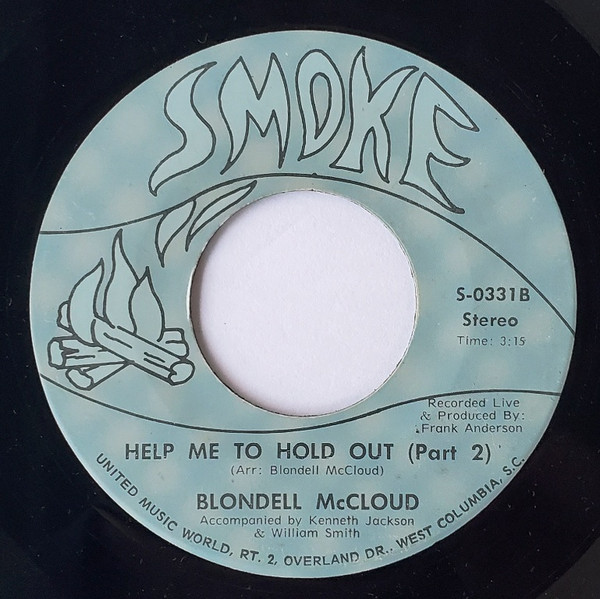 SMOKE
S-0331B
Stereo
Time: 3:15
Recorded Live
& Produced By:
Frank Anderson
HELP ME TO HOLD OUT (Part 2)
(Arr: Blondell McCloud)
BLONDELL McCLOUD
Accompanied by Kenneth Jackson
& William Smith
UNITED MUSIC WORLD, RT. 2, OVERLAND DR., WEST COLUMBIA, S.C.